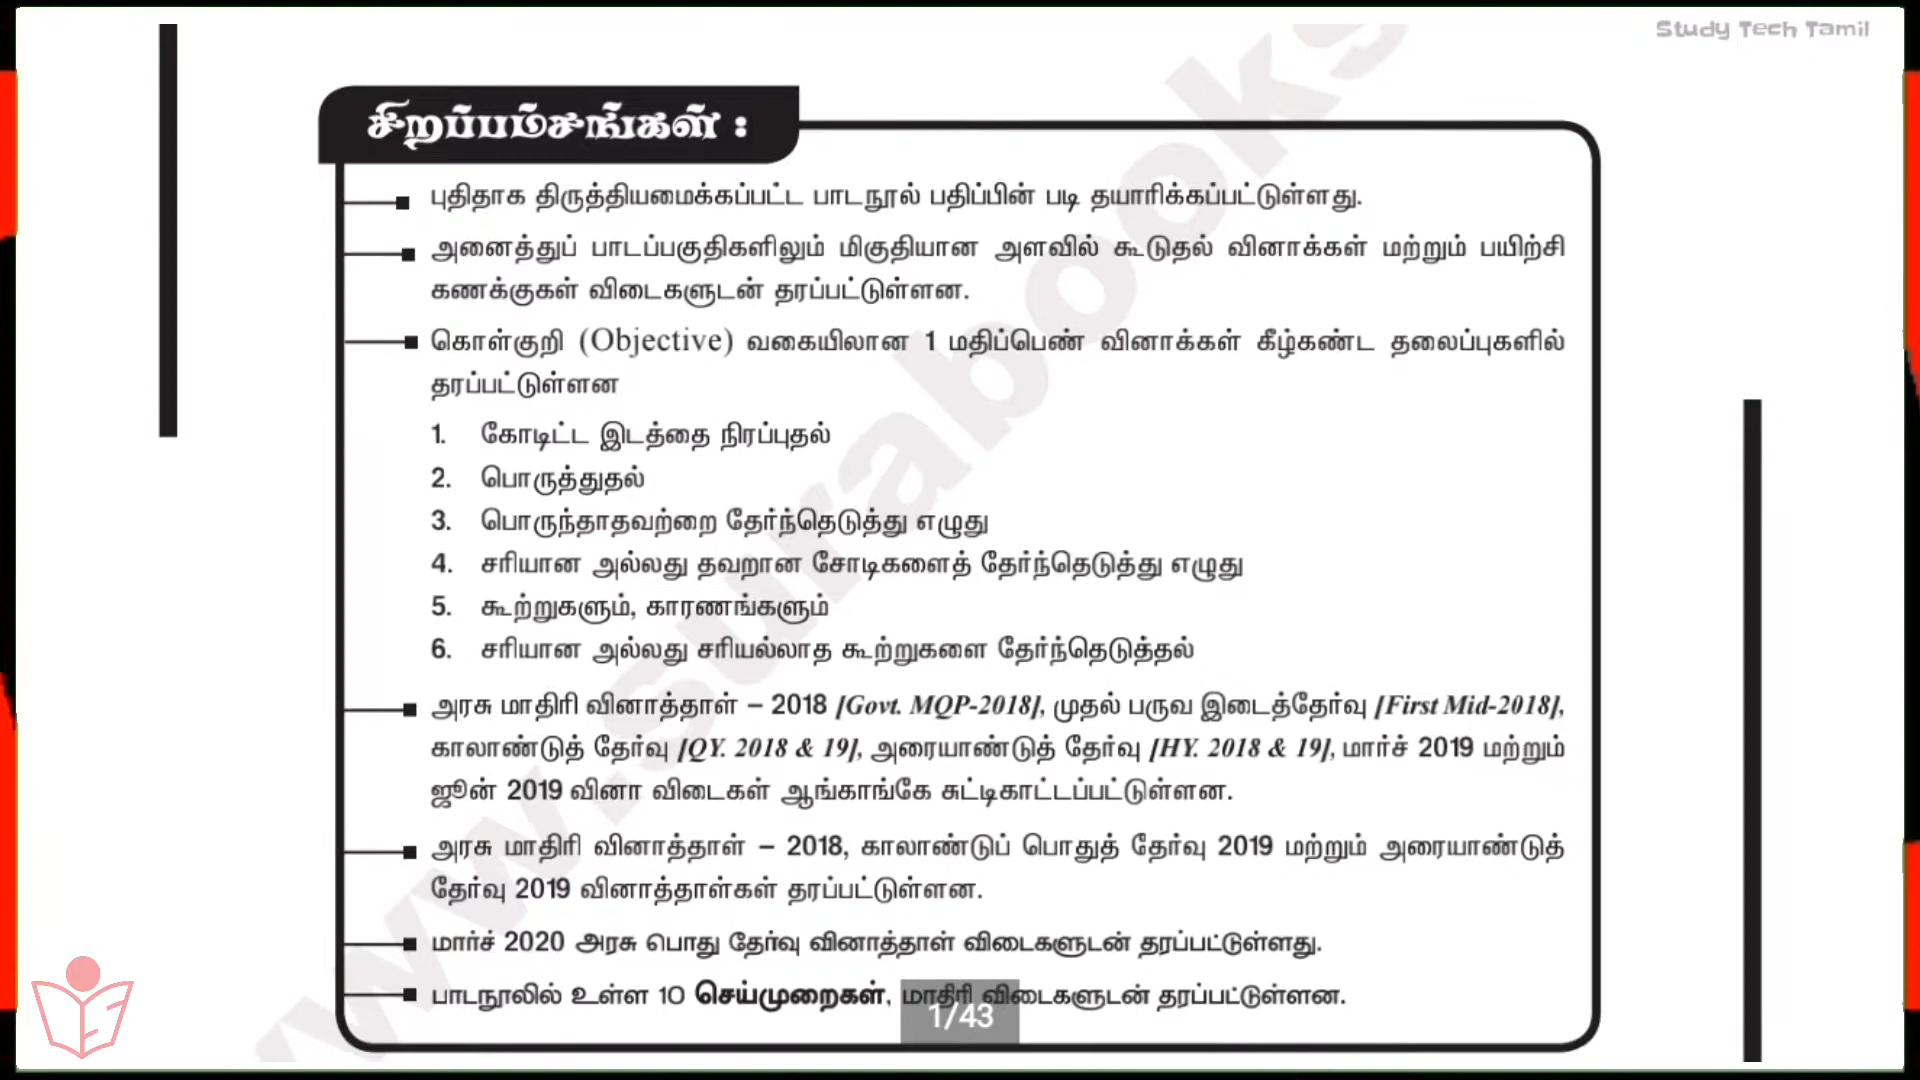 Study Tech Tamil
சிறப்பம்சங்கள் :
புதிதாக திருத்தியமைக்கப்பட்ட பாடநூல் பதிப்பின் படி தயாரிக்கப்பட்டுள்ளது.
அனைத்துப் பாடப்பகுதிகளிலும் மிகுதியான அளவில் கூடுதல் வினாக்கள் மற்றும் பயிற்சி
கணக்குகள் விடைகளுடன் தரப்பட்டுள்ளன.
கொள்குறி (Objective) வகையிலான 1 மதிப்பெண் வினாக்கள் கீழ்கண்ட தலைப்புகளில்
தரப்பட்டுள்ளன
1. கோடிட்ட இடத்தை நிரப்புதல்
2. பொருத்துதல்
3. பொருந்தாதவற்றை தேர்ந்தெடுத்து எழுது
4. சரியான அல்லது தவறான சோடிகளைத் தேர்ந்தெடுத்து எழுது
5. கூற்றுகளும், காரணங்களும்
6. சரியான அல்லது சரியல்லாத கூற்றுகளை தேர்ந்தெடுத்தல்
அரசு மாதிரி வினாத்தாள் – 2018 [Govt. MQP-2018], முதல் பருவ இடைத்தேர்வு [First Mid-2018],
காலாண்டுத் தேர்வு [QY. 2018 & 19], அரையாண்டுத் தேர்வு [HY. 2018 & 19], மார்ச் 2019 மற்றும்
ஜூன் 2019 வினா விடைகள் ஆங்காங்கே சுட்டிகாட்டப்பட்டுள்ளன.
அரசு மாதிரி வினாத்தாள் – 2018, காலாண்டுப் பொதுத் தேர்வு 2019 மற்றும் அரையாண்டுத்
தேர்வு 2019 வினாத்தாள்கள் தரப்பட்டுள்ளன.
மார்ச் 2020 அரசு பொது தேர்வு வினாத்தாள் விடைகளுடன் தரப்பட்டுள்ளது.
பாடநூலில் உள்ள 10 செய்முறைகள், மாதிரி விடைகளுடன் தரப்பட்டுள்ளன.
1/43
www.surabooks